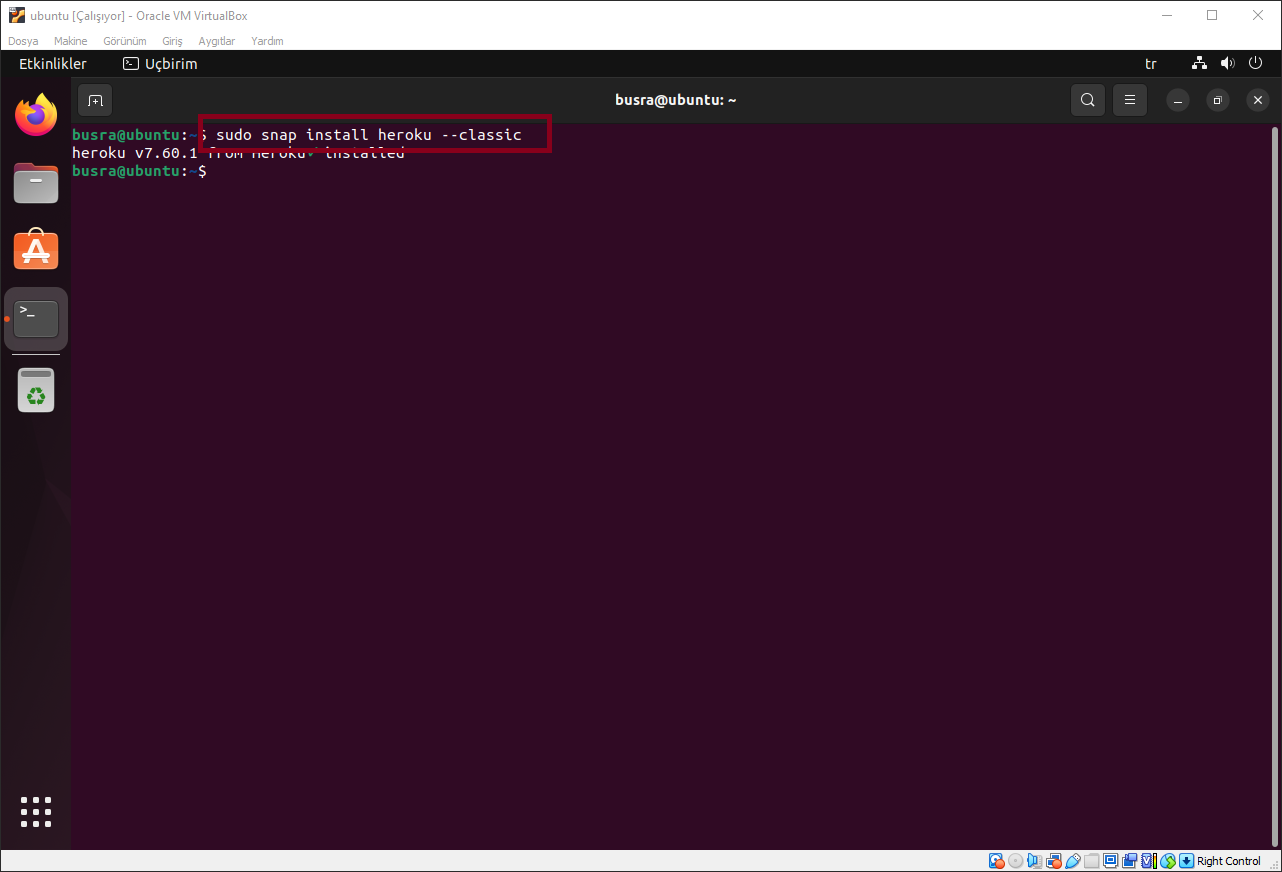 ubuntu [Çalışıyor] - Oracle VM VirtualBox
Dosya Makine Görünüm Giriş Aygıtlar Yardım
Etkinlikler Uçbirim tr
busra@ubuntu: ~
busra@ubuntu:~$ sudo snap install heroku --classic
heroku v7.60.1 from Heroku✓ installed
busra@ubuntu:~$
Right Control